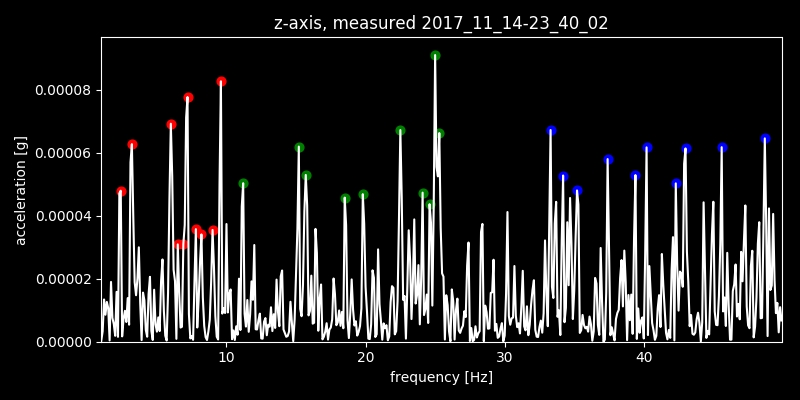 z-axis, measured 2017_11_14-23_40_02
acceleration [g]
0.00008
0.00006
0.00004
0.00002
0.00000
10 20 30 40
frequency [Hz]